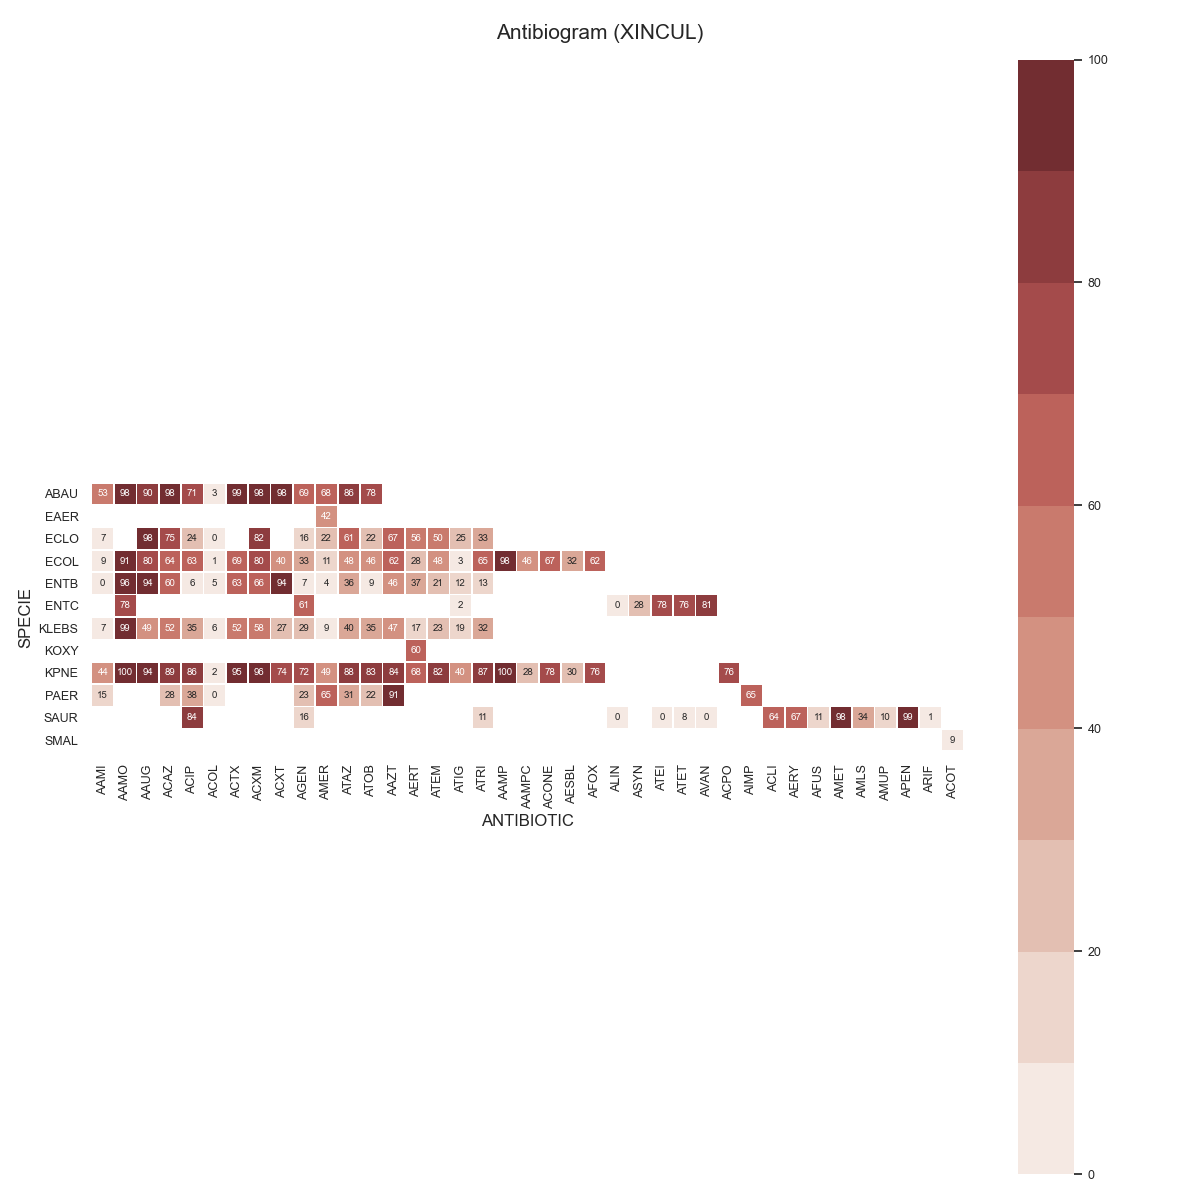 Antibiogram (XINCUL)
100
80
60
40
20
0
SPECIE
ABAU 53 98 90 98 71 3 99 98 98 69 68 86 78
EAER 42
ECLO 7 98 75 24 0 82 16 22 61 22 67 56 50 25 33
ECOL 9 91 80 64 63 1 69 80 40 33 11 48 46 62 28 48 3 65 98 46 67 32 62
ENTB 0 96 94 60 6 5 63 66 94 7 4 36 9 46 37 21 12 13
ENTC 78 61 2 0 28 78 76 81
KLEBS 7 99 49 52 35 6 52 58 27 29 9 40 35 47 17 23 19 32
KOXY 60
KPNE 44 100 94 89 86 2 95 96 74 72 49 88 83 84 68 82 40 87 100 28 78 30 76 76
PAER 15 28 38 0 23 65 31 22 91 65
SAUR 84 16 11 0 0 8 0 64 67 11 98 34 10 99 1
SMAL 9
AAMI AAMO AAUG ACAZ ACIP ACOL ACTX ACXM ACXT AGEN AMER ATAZ ATOB AAZT AERT ATEM ATIG ATRI AAMP AAMPC ACONE AESBL AFOX ALIN ASYN ATEI ATET AVAN ACPO AIMP ACLI AERY AFUS AMET AMLS AMUP APEN ARIF ACOT
ANTIBIOTIC